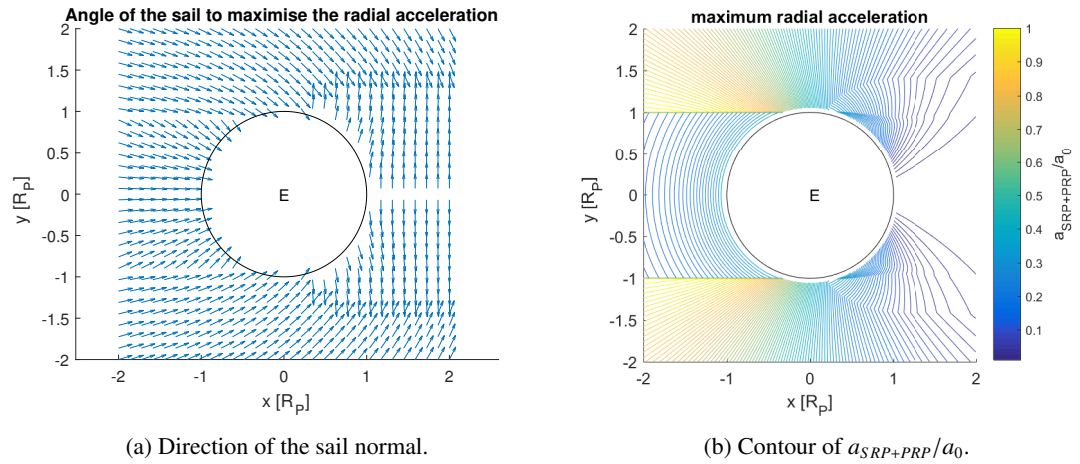 Angle of the sail to maximise the radial acceleration
2
1.5
1
0.5
0
-0.5
-1
-1.5
-2
y [R_P]
E
-2 -1 0 1 2
x [R_P]
(a) Direction of the sail normal.
maximum radial acceleration
2
1.5
1
0.5
0
-0.5
-1
-1.5
-2
y [R_P]
E
-2 -1 0 1 2
x [R_P]
1
0.9
0.8
0.7
0.6
0.5
0.4
0.3
0.2
0.1
a_SRP+PRP/a_0
(b) Contour of a_SRP+PRP/a_0.